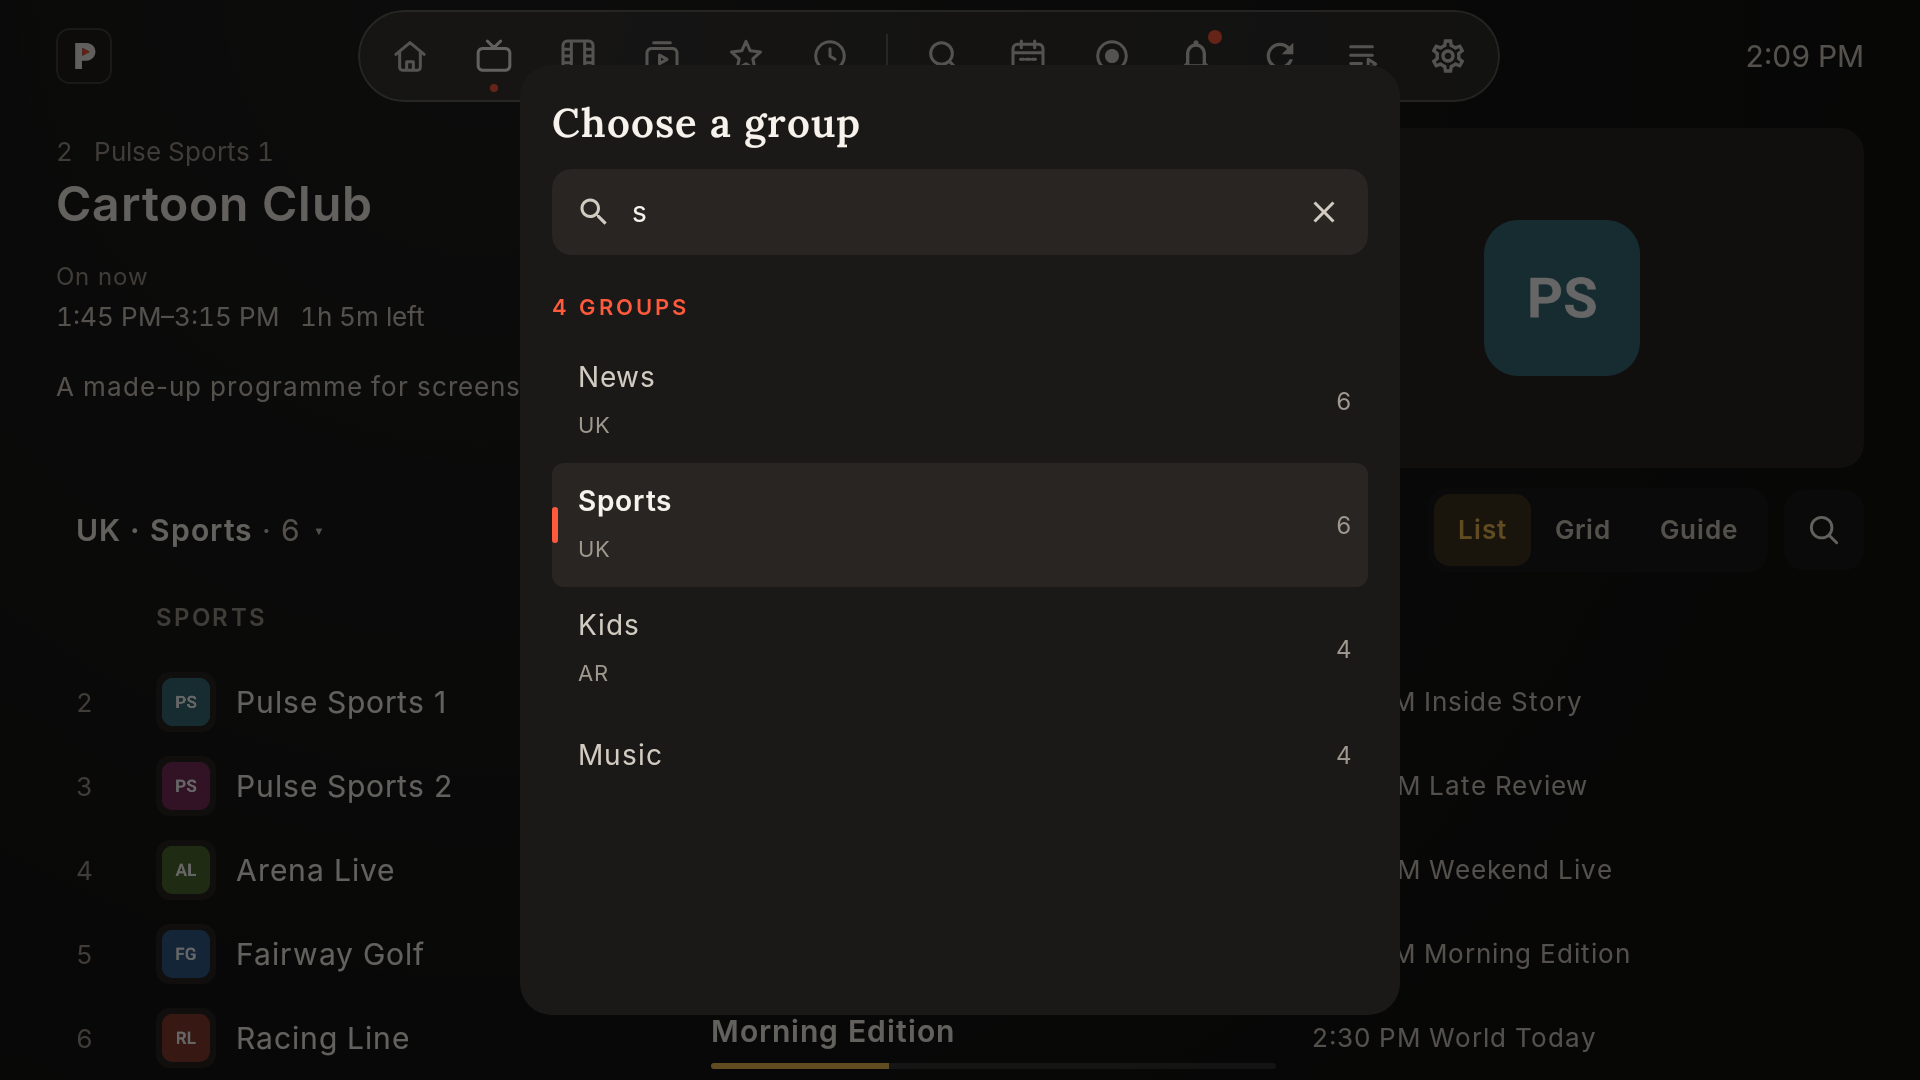 P
2:09 PM
2 Pulse Sports 1
Cartoon Club
On now
1:45 PM–3:15 PM 1h 5m left
A made-up programme for screens
PS
UK · Sports · 6
List Grid Guide
SPORTS
2 PS Pulse Sports 1
3 PS Pulse Sports 2
4 AL Arena Live
5 FG Fairway Golf
6 RL Racing Line
M Inside Story
M Late Review
M Weekend Live
M Morning Edition
Morning Edition
2:30 PM World Today
Choose a group
s
4 GROUPS
News
UK
6
Sports
UK
6
Kids
AR
4
Music 4